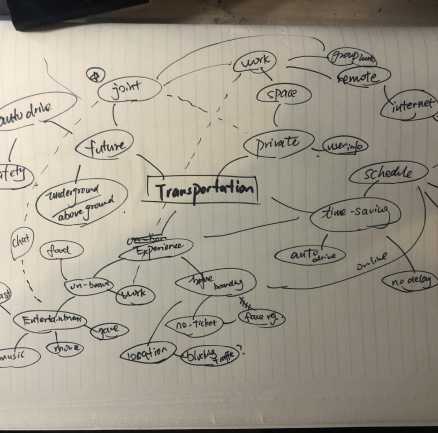 joint
work
group work
remote
internet
space
auto drive
future
private
user info
safety
schedule
underground
above ground
Transportation
time-saving
chat
Experience
auto
drive
online
food
on-board
work
before
boarding
no delay
Entertainment
game
no-ticket
face reg.
music
movie
location
blocking
traffic?